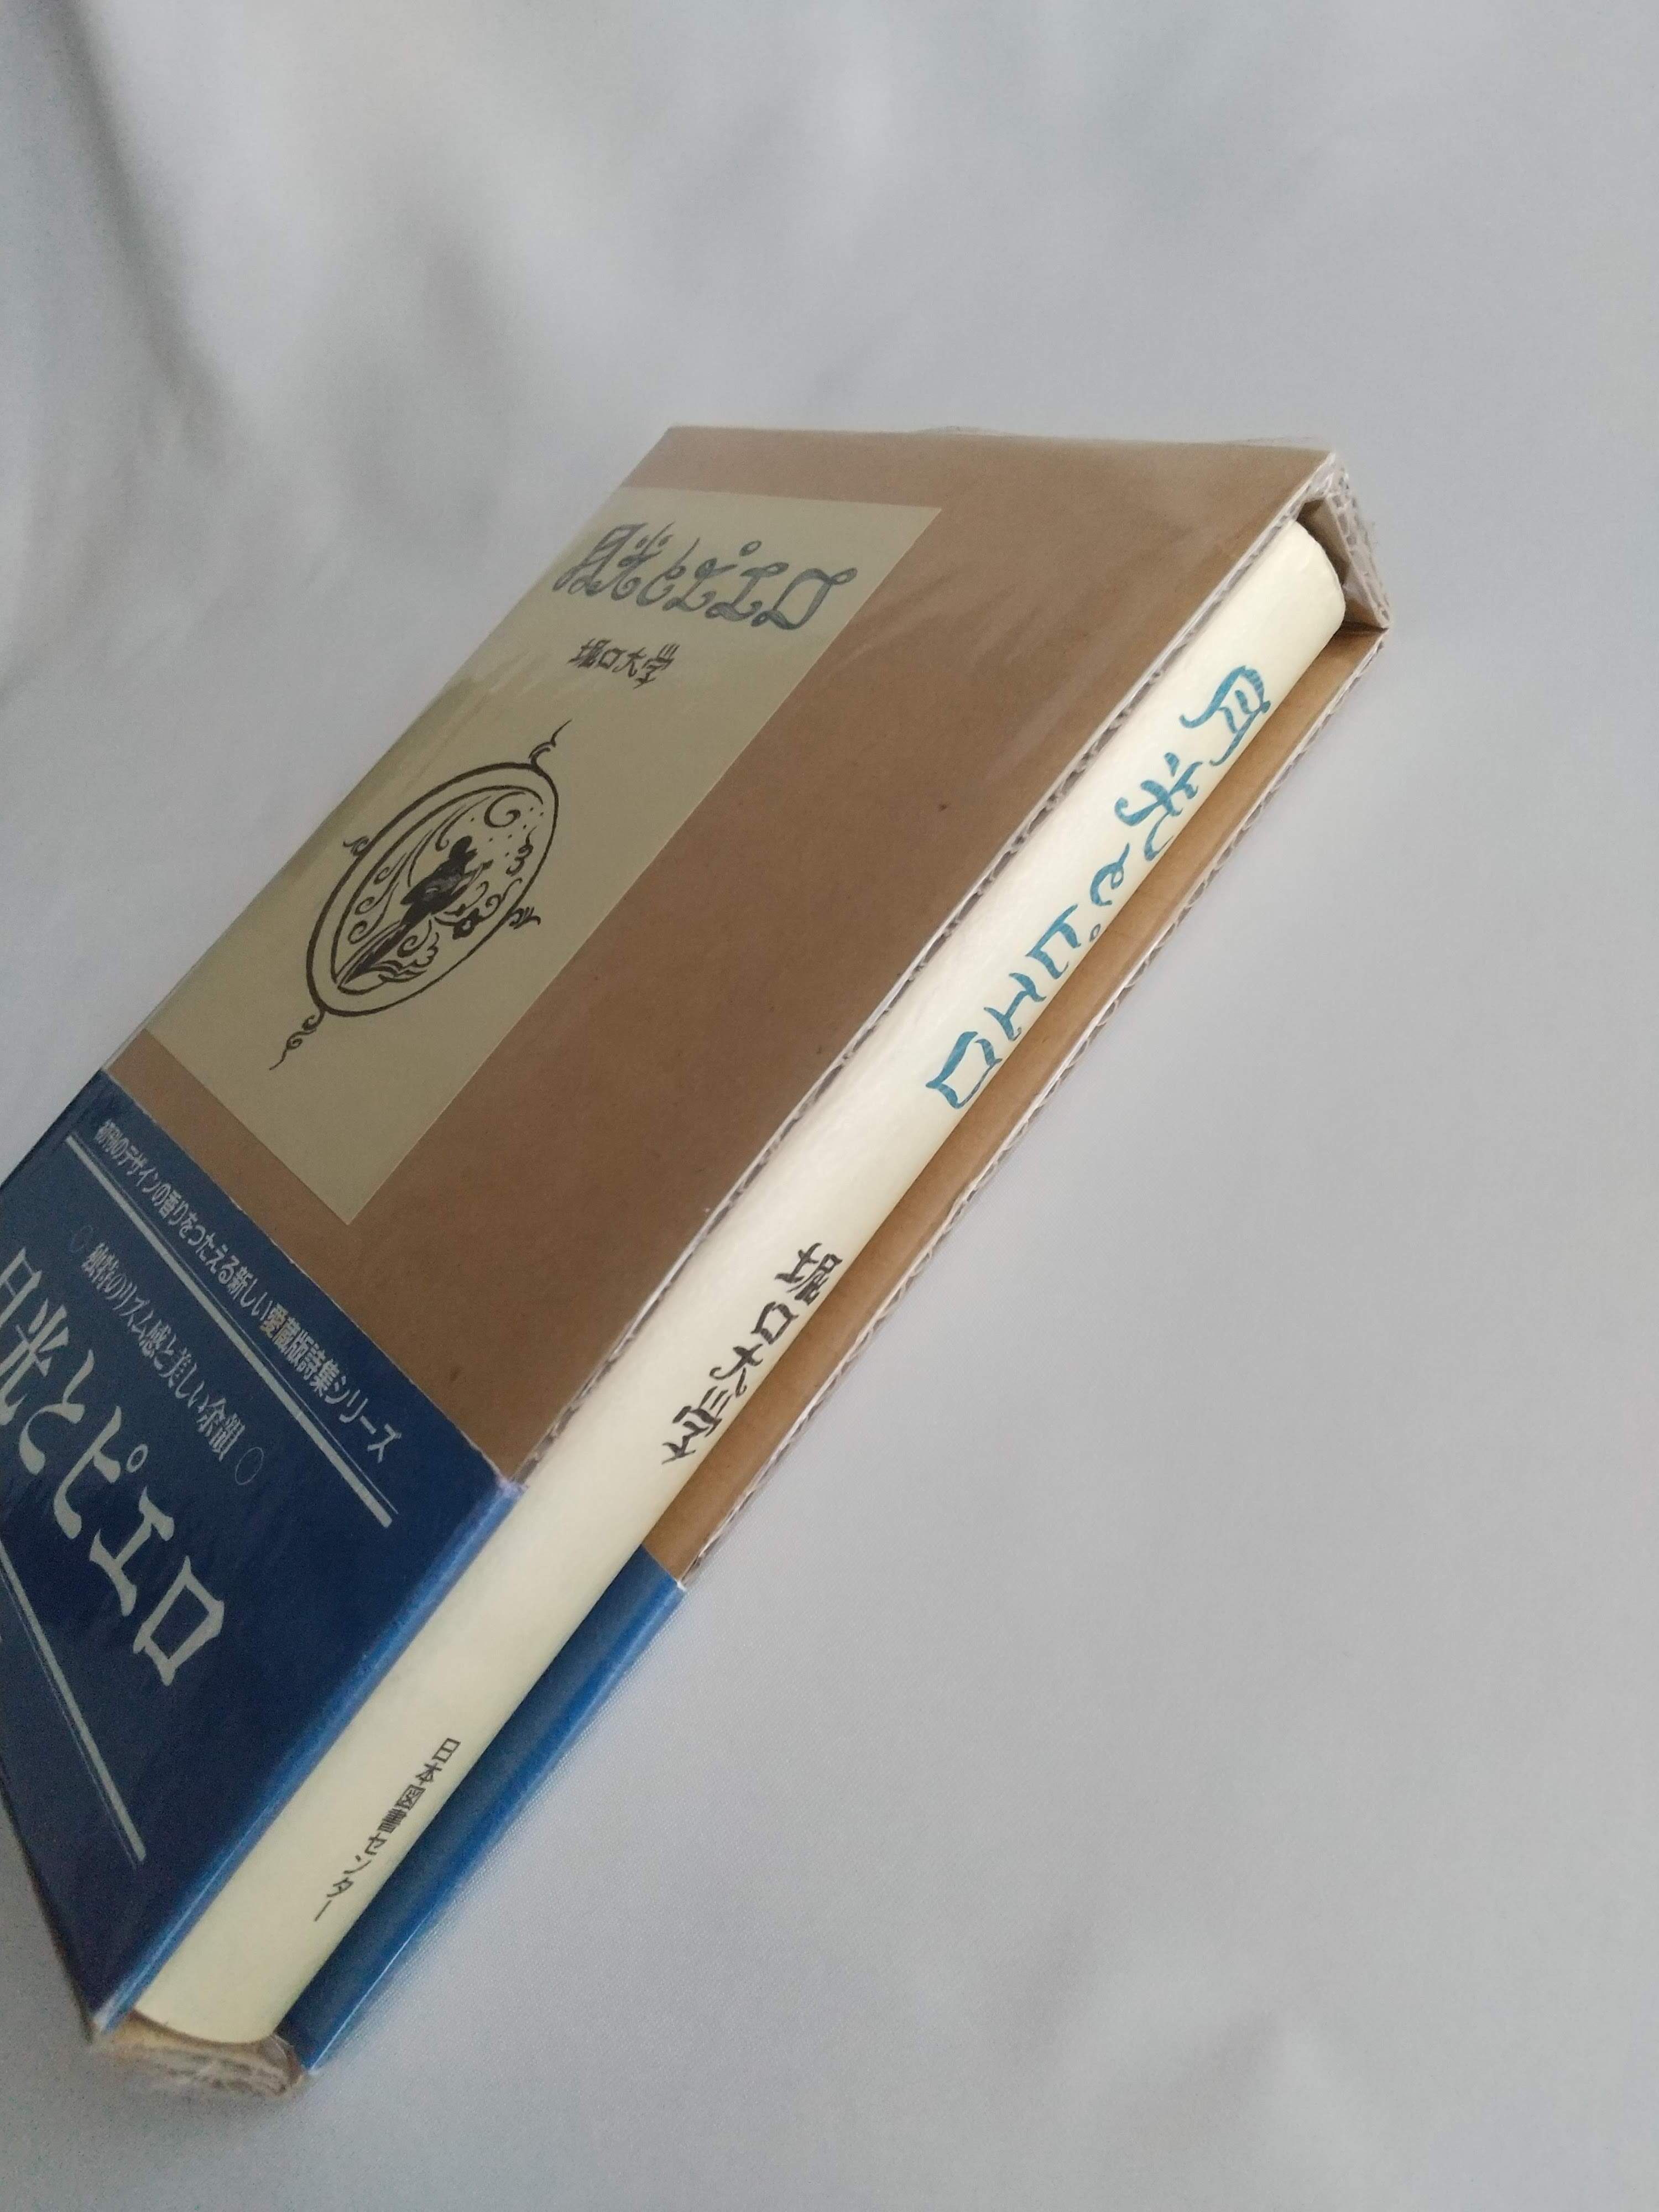 月光とピエロ
堀口大學
初刊のデザインの香りをつたえる新しい愛蔵版詩集シリーズ
独特のリズム感と美しい余韻
月光とピエロ
月光とピエロ
堀口大學
日本図書センター